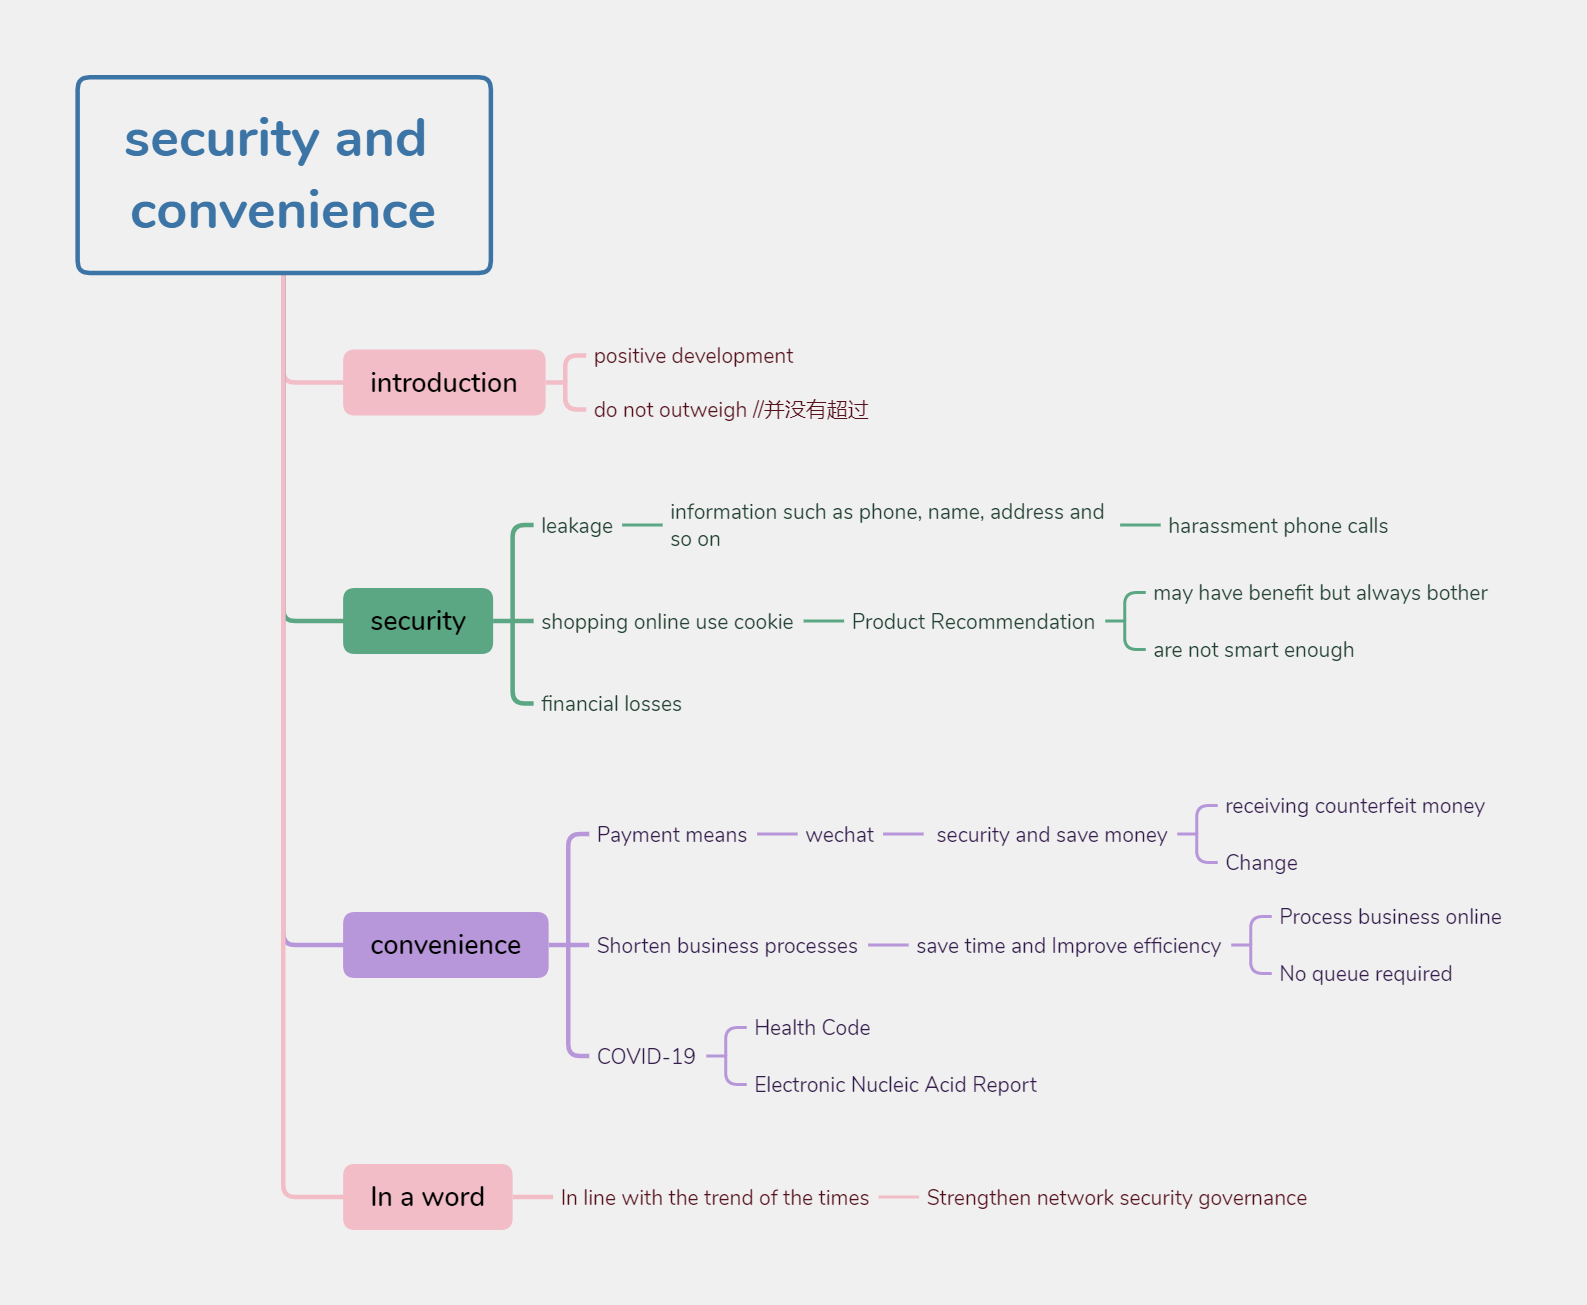 security and
convenience
introduction
positive development
do not outweigh //并没有超过
security
leakage
information such as phone, name, address and
so on
harassment phone calls
shopping online use cookie
Product Recommendation
may have benefit but always bother
are not smart enough
financial losses
convenience
Payment means
wechat
security and save money
receiving counterfeit money
Change
Shorten business processes
save time and Improve efficiency
Process business online
No queue required
COVID-19
Health Code
Electronic Nucleic Acid Report
In a word
In line with the trend of the times
Strengthen network security governance